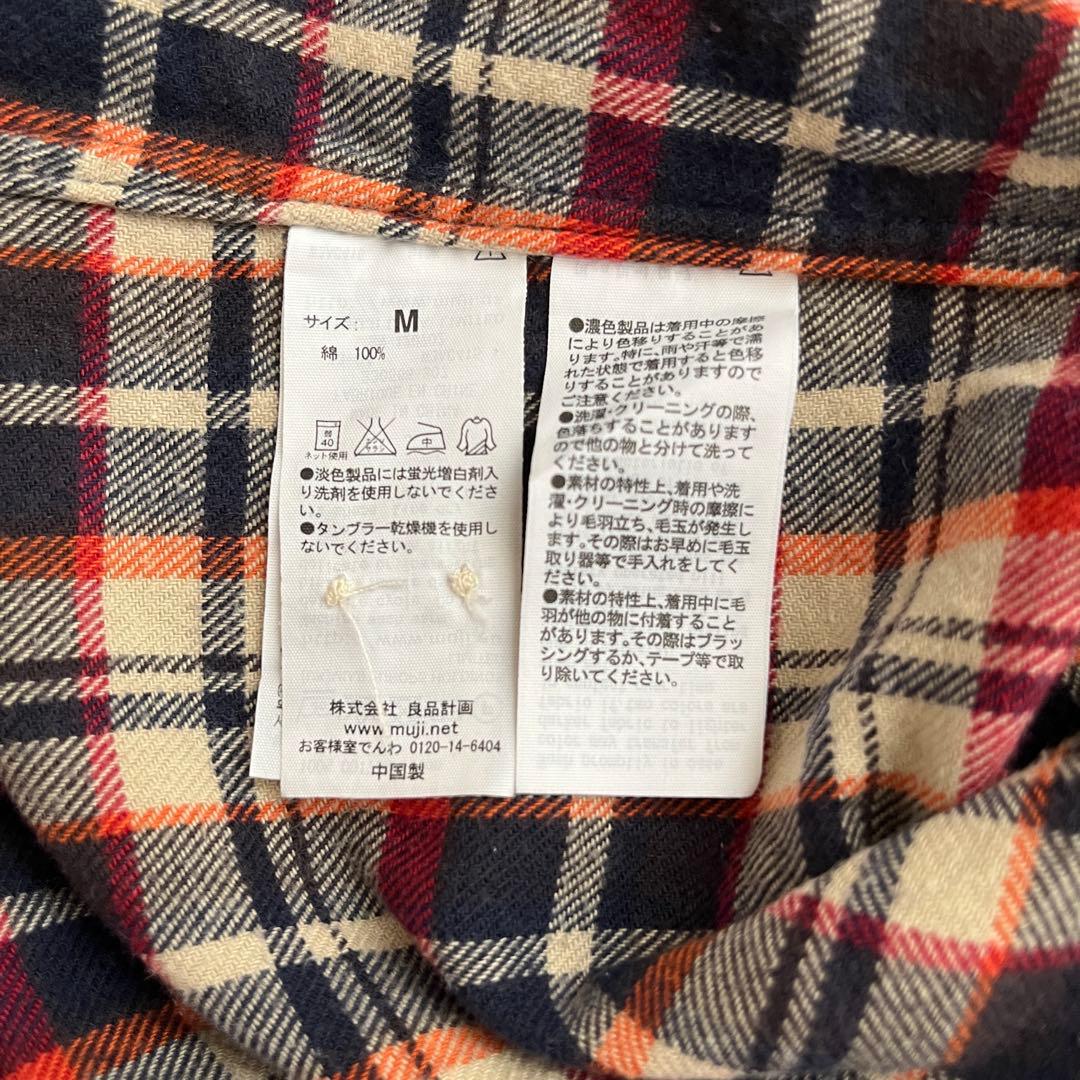 サイズ: M
綿 100%
弱
40
ネット使用
エンソ
サラシ
中
●淡色製品には蛍光増白剤入
り洗剤を使用しないでくださ
い。
●タンブラー乾燥機を使用し
ないでください。
株式会社 良品計画
www.muji.net
お客様室でんわ 0120-14-6404
中国製
●濃色製品は着用中の摩擦
により色移りすることがあ
ります。特に、雨や汗等で濡
れた状態で着用すると色移
りすることがありますので
ご注意ください。
●洗濯・クリーニングの際、
色落ちすることがあります
ので他の物と分けて洗って
ください。
●素材の特性上、着用や洗
濯・クリーニング時の摩擦に
より毛羽立ち、毛玉が発生し
ます。その際はお早めに毛玉
取り器等で手入れをしてく
ださい。
●素材の特性上、着用中に毛
羽が他の物に付着すること
があります。その際はブラッ
シングするか、テープ等で取
り除いてください。